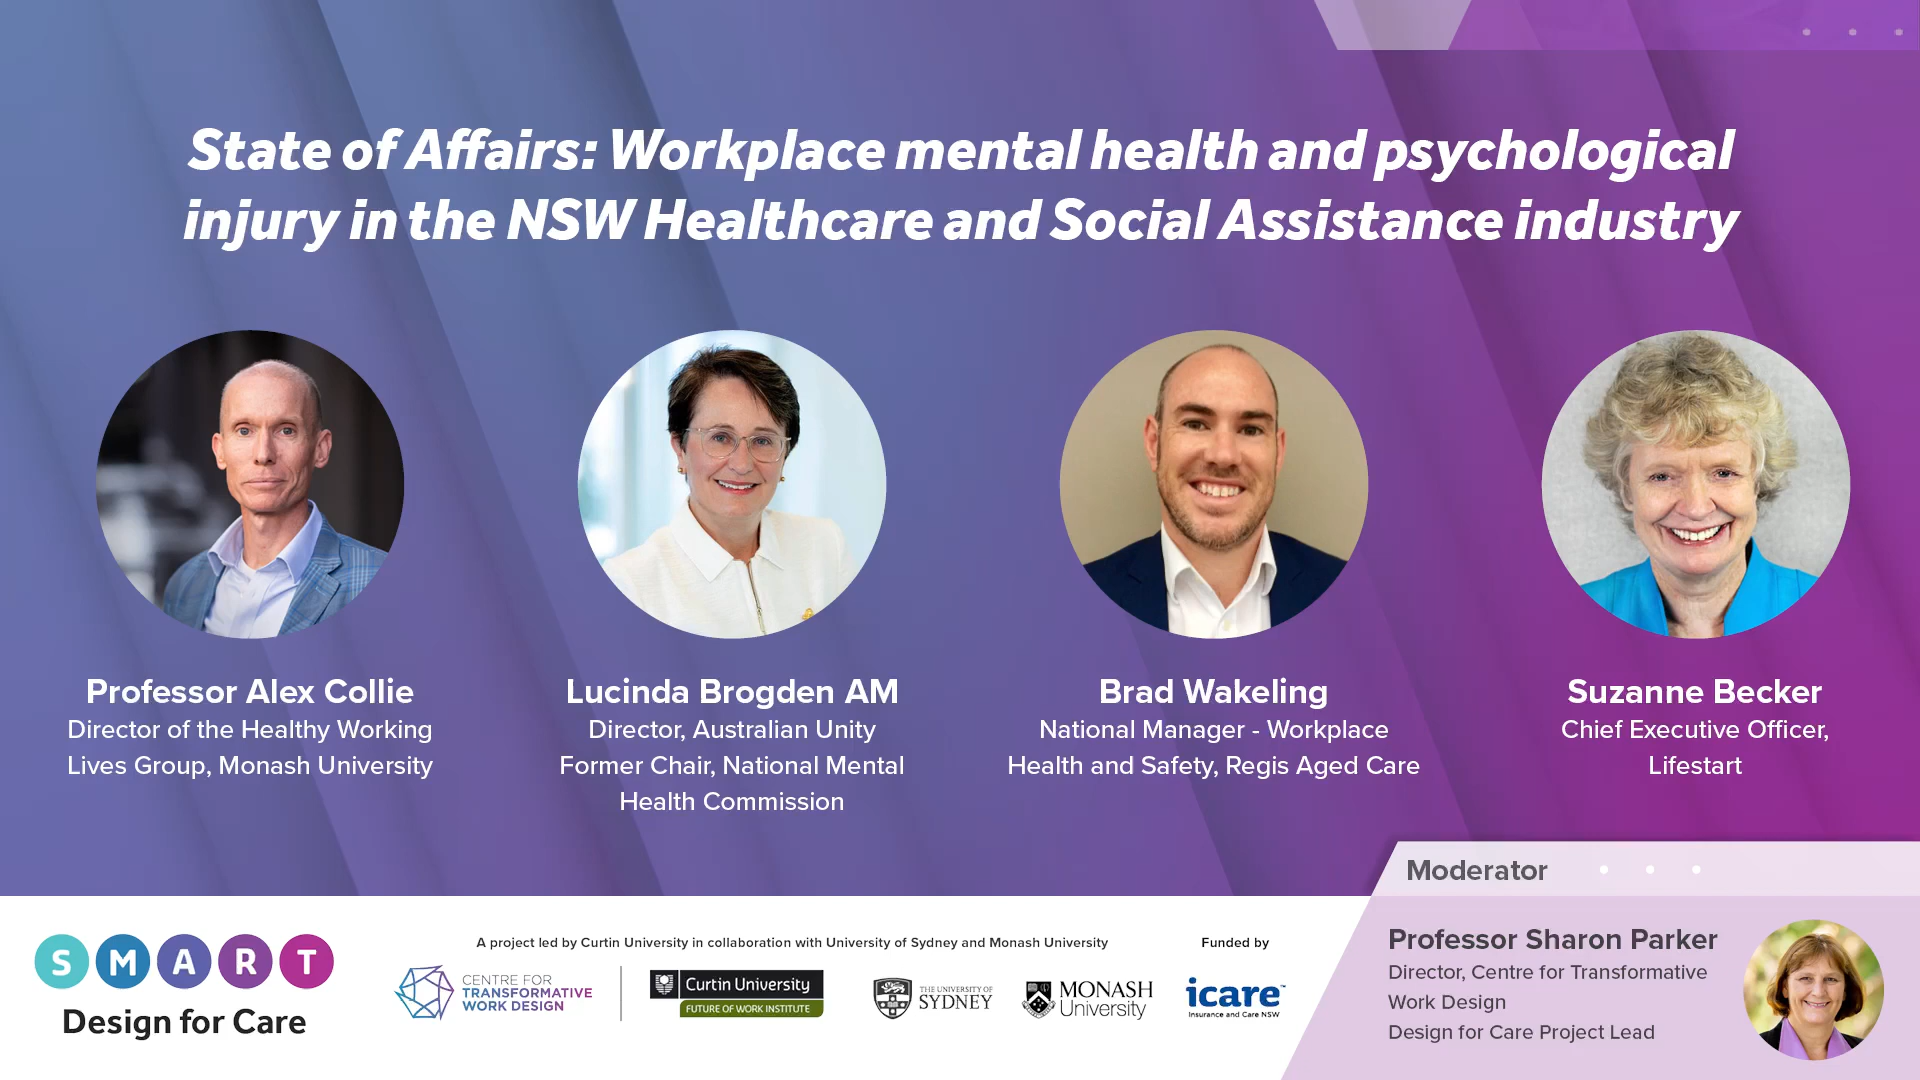 State of Affairs: Workplace mental health and psychological
injury in the NSW Healthcare and Social Assistance industry
Professor Alex Collie
Director of the Healthy Working
Lives Group, Monash University
Lucinda Brogden AM
Director, Australian Unity
Former Chair, National Mental
Health Commission
Brad Wakeling
National Manager - Workplace
Health and Safety, Regis Aged Care
Suzanne Becker
Chief Executive Officer,
Lifestart
Moderator
Professor Sharon Parker
Director, Centre for Transformative
Work Design
Design for Care Project Lead
SMART
Design for Care
A project led by Curtin University in collaboration with University of Sydney and Monash University
CENTRE FOR
TRANSFORMATIVE
WORK DESIGN
Curtin University
FUTURE OF WORK INSTITUTE
THE UNIVERSITY OF
SYDNEY
MONASH
University
Funded by
icare™
Insurance and Care NSW